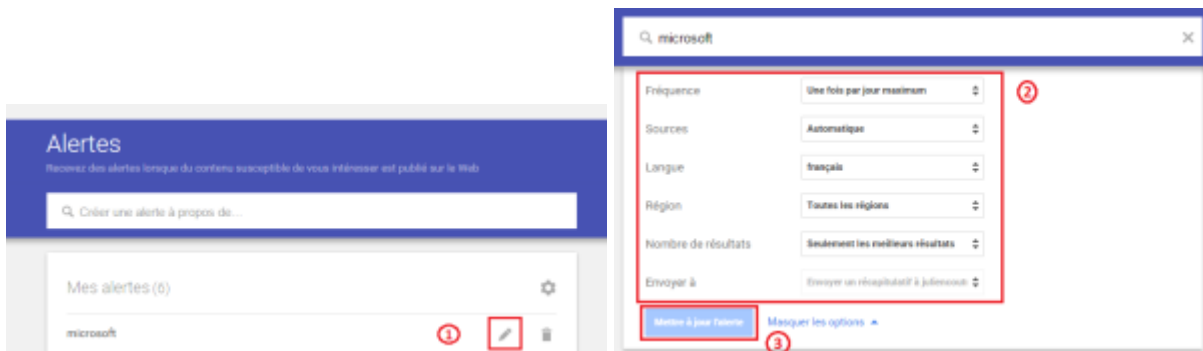 Alertes
Recevez des alertes lorsque du contenu susceptible de vous intéresser est publié sur le Web
Créer une alerte à propos de...
Mes alertes (6)
microsoft
1
microsoft
Fréquence Une fois par jour maximum
2
Sources Automatique
Langue français
Région Toutes les régions
Nombre de résultats Seulement les meilleurs résultats
Envoyer à Envoyer un récapitulatif à
Mettre à jour l'alerte Masquer les options
3